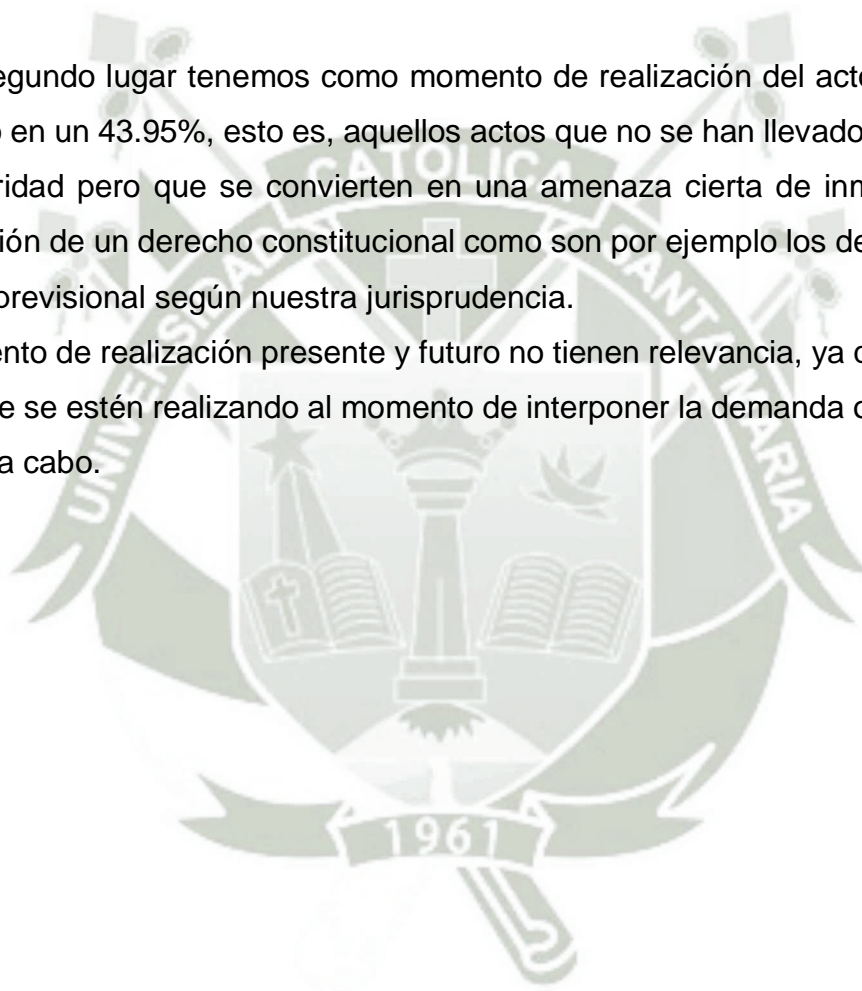 egundo lugar tenemos como momento de realización del act
o en un 43.95%, esto es, aquellos actos que no se han llevado
ridad pero que se convierten en una amenaza cierta de inm
ión de un derecho constitucional como son por ejemplo los de
previsional según nuestra jurisprudencia.
ento de realización presente y futuro no tienen relevancia, ya
e se estén realizando al momento de interponer la demanda
a cabo.
UNIVERSIDAD CATOLICA SANTA MARIA
1961